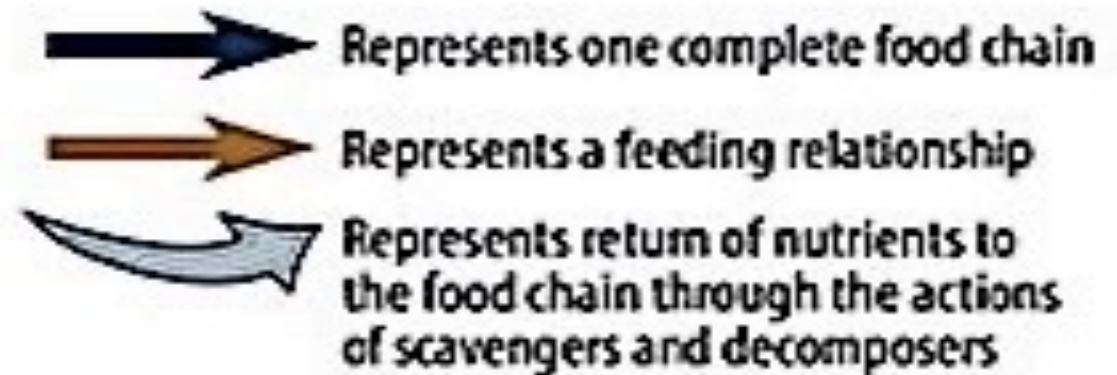 Represents one complete food chain
Represents a feeding relationship
Represents return of nutrients to
the food chain through the actions
of scavengers and decomposers